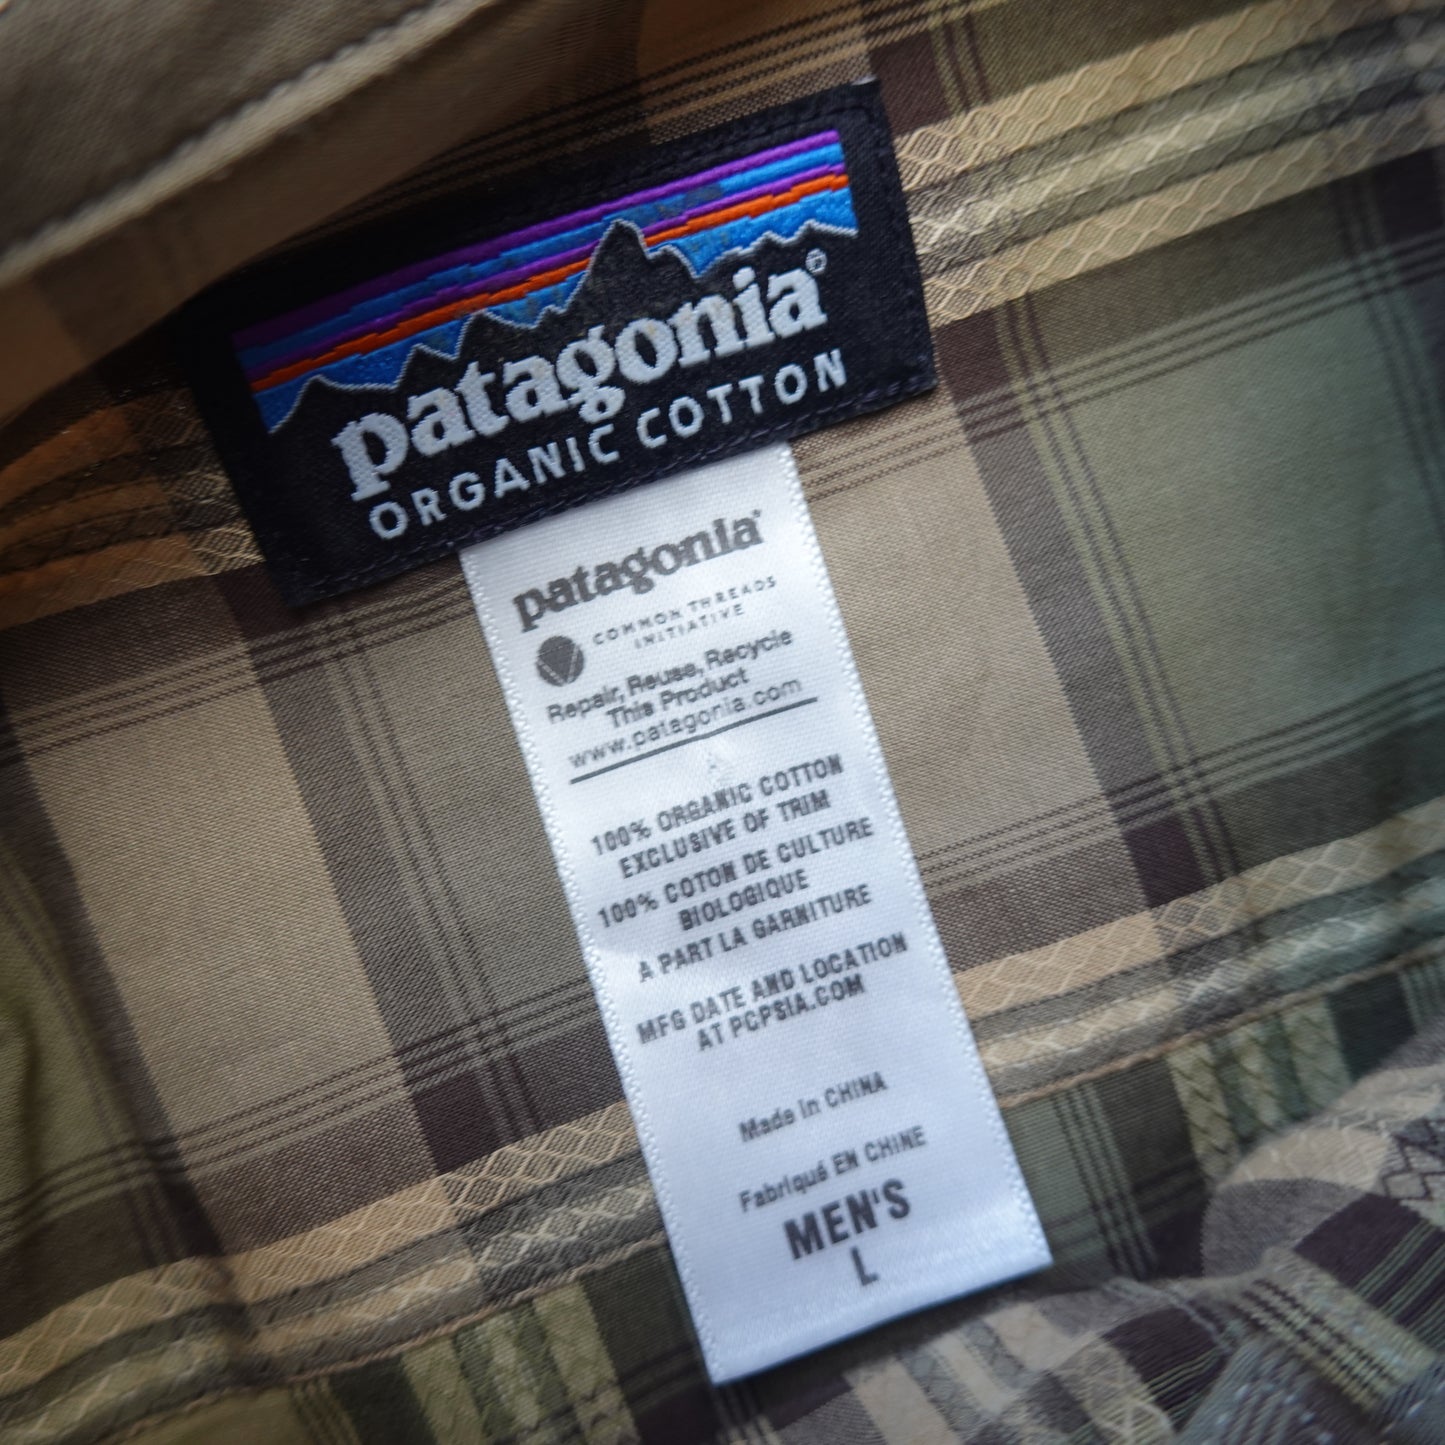 patagonia®
ORGANIC COTTON
patagonia®
COMMON THREADS
INITIATIVE
Repair, Reuse, Recycle
This Product
www.patagonia.com
100% ORGANIC COTTON
EXCLUSIVE OF TRIM
100% COTON DE CULTURE
BIOLOGIQUE
A PART LA GARNITURE
MFG DATE AND LOCATION
AT PCPSIA.COM
Made in CHINA
Fabriqué EN CHINE
MEN'S
L